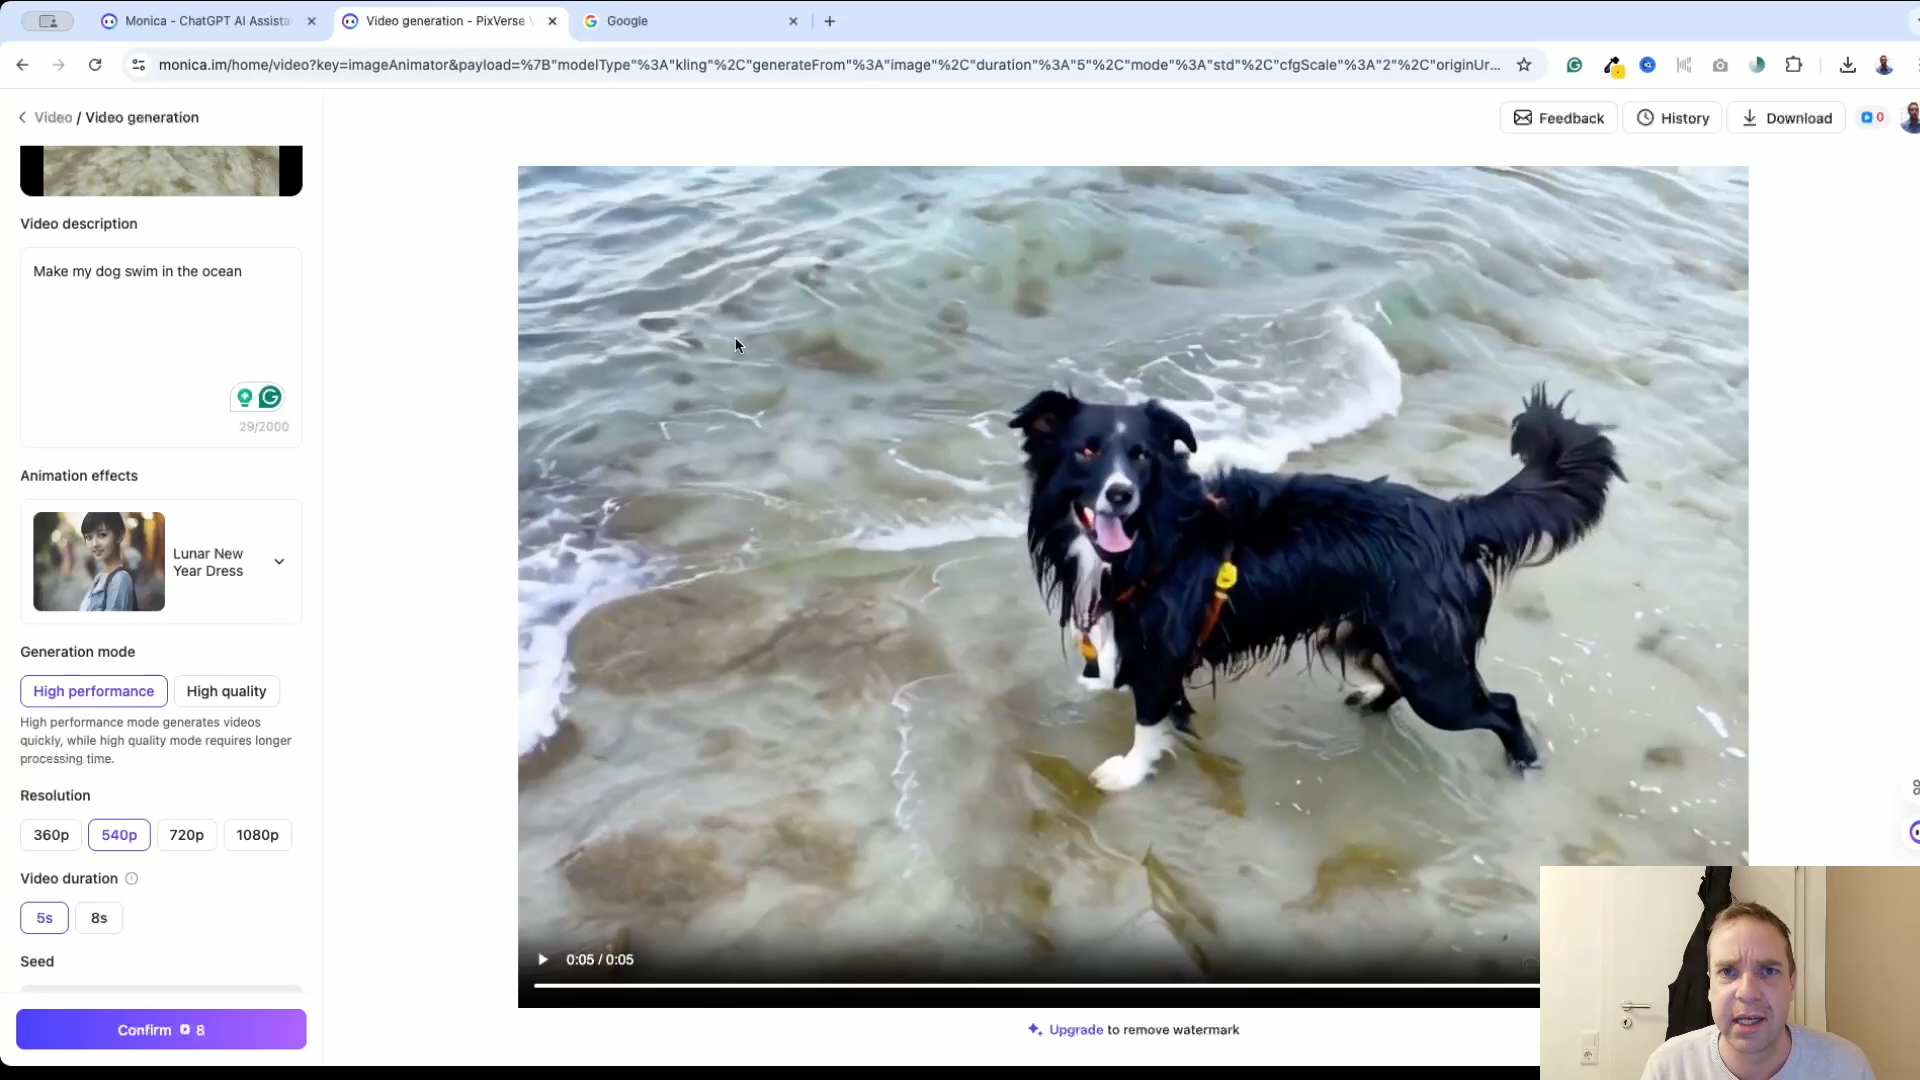 Monica - ChatGPT AI Assista
Video generation - PixVerse
Google
monica.im/home/video?key=imageAnimator&payload=%7B"modelType"%3A"kling"%2C"generateFrom"%3A"image"%2C"duration"%3A"5"%2C"mode"%3A"std"%2C"cfgScale"%3A"2"%2C"originUr...
Video / Video generation
Feedback
History
Download
0
Video description
Make my dog swim in the ocean
29/2000
Animation effects
Lunar New
Year Dress
Generation mode
High performance
High quality
High performance mode generates videos
quickly, while high quality mode requires longer
processing time.
Resolution
360p
540p
720p
1080p
Video duration
5s
8s
Seed
Confirm 8
0:05 / 0:05
Upgrade to remove watermark